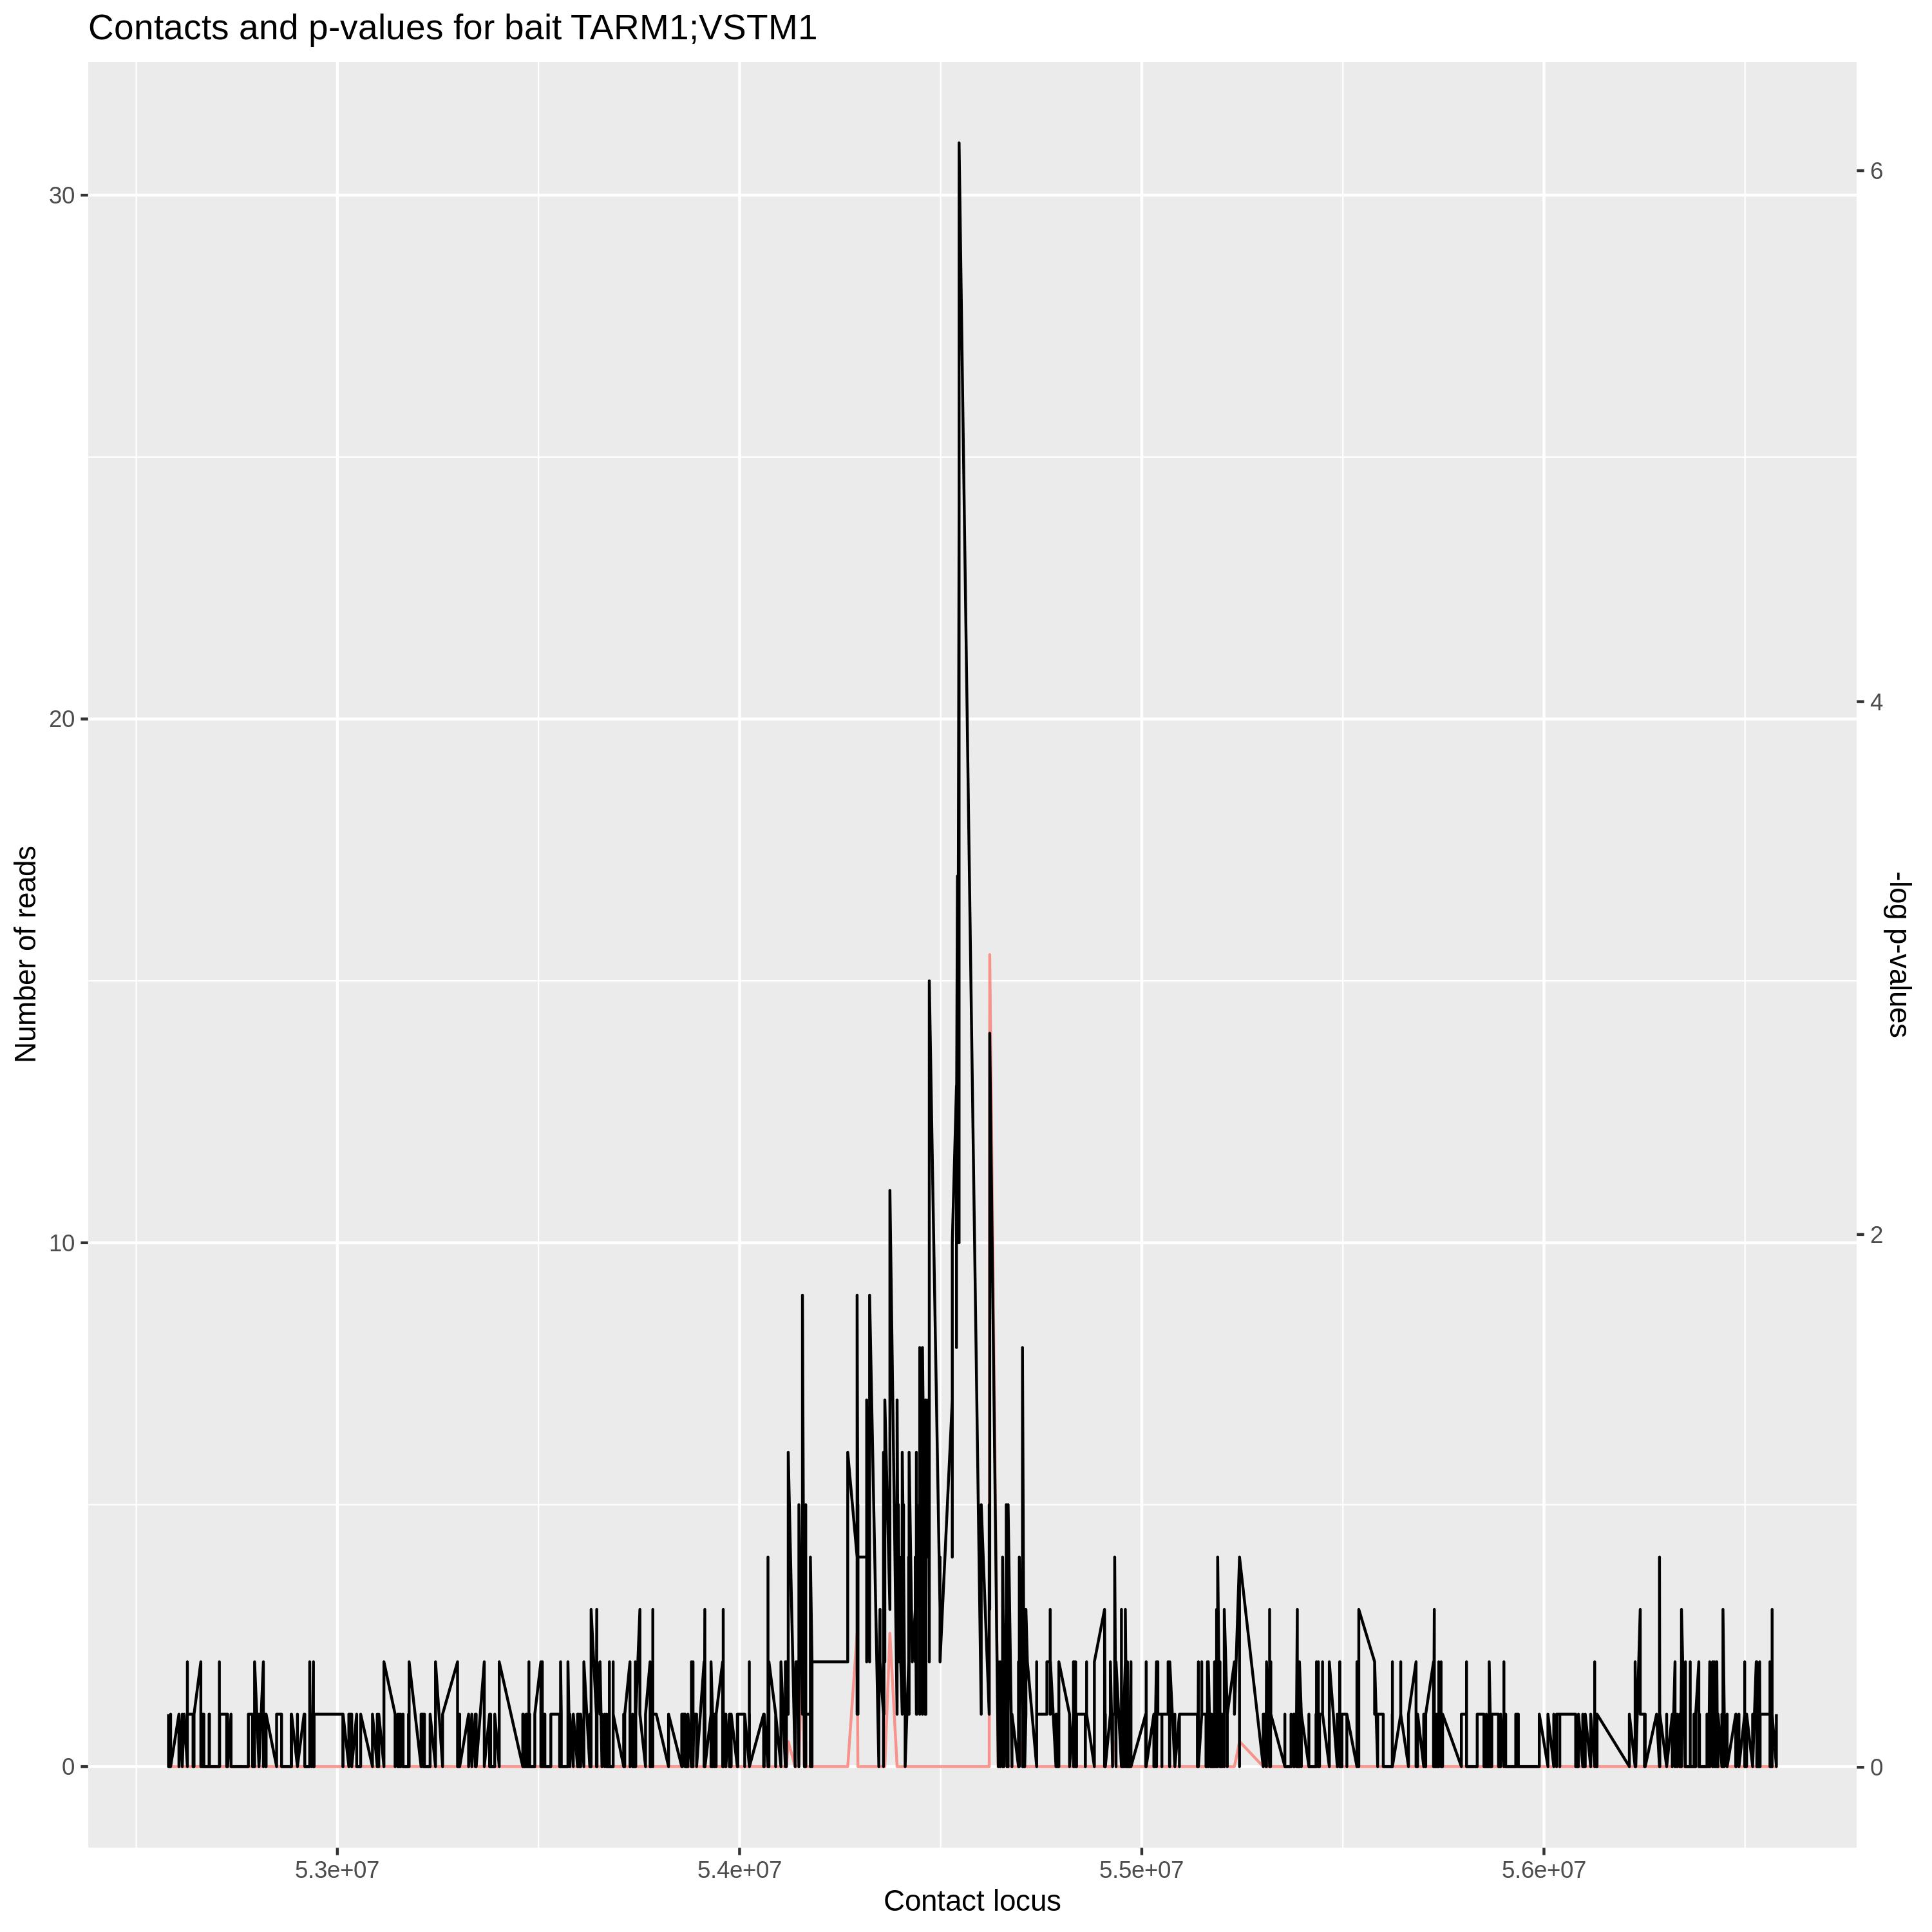 Contacts and p-values for bait TARM1;VSTM1
30
20
10
0
Number of reads
6
4
2
0
-log p-values
5.3e+07 5.4e+07 5.5e+07 5.6e+07
Contact locus